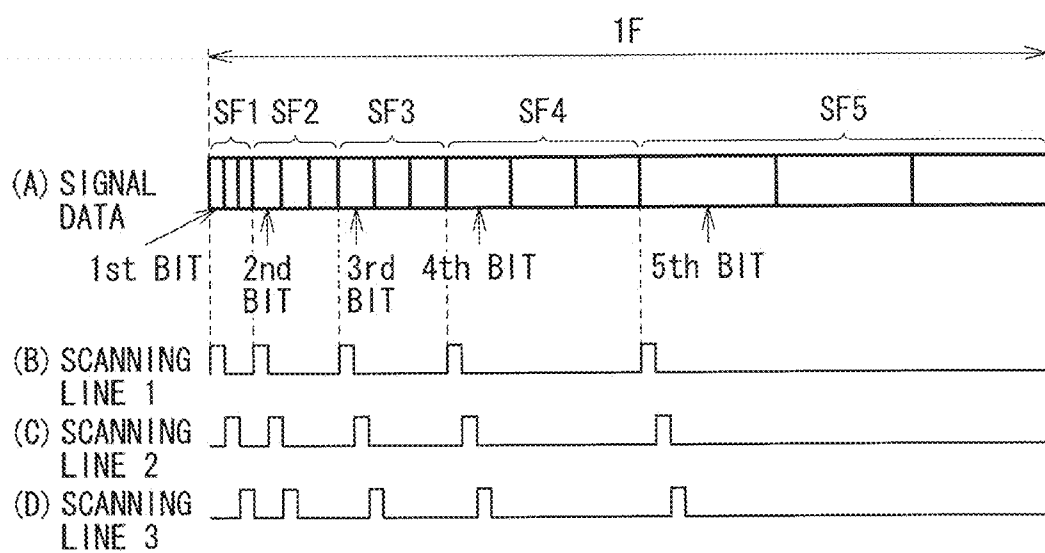 1F
SF1 SF2 SF3 SF4 SF5
(A) SIGNAL
DATA
1st BIT
2nd
BIT
3rd
BIT
4th BIT
5th BIT
(B) SCANNING
LINE 1
(C) SCANNING
LINE 2
(D) SCANNING
LINE 3